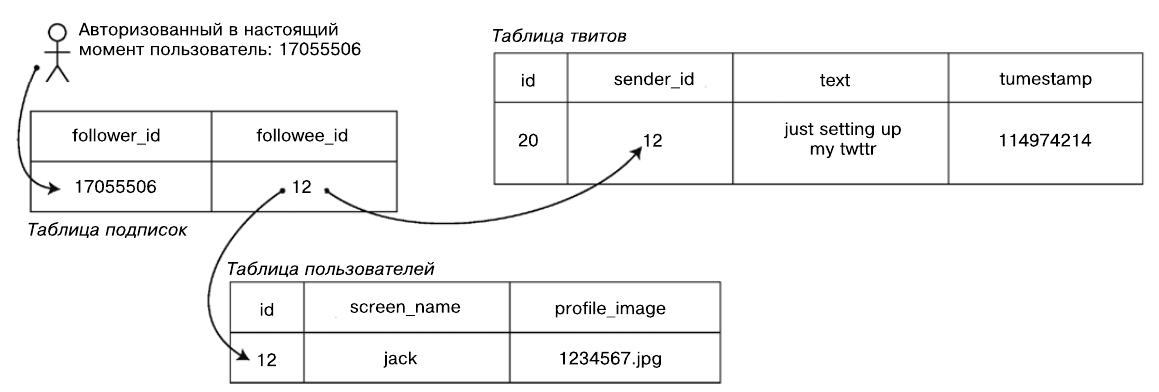 Авторизованный в настоящий
момент пользователь: 17055506
Таблица твитов
id sender_id text tumestamp
20 12 just setting up
my twttr 114974214
follower_id followee_id
17055506 12
Таблица подписок
Таблица пользователей
id screen_name profile_image
12 jack 1234567.jpg